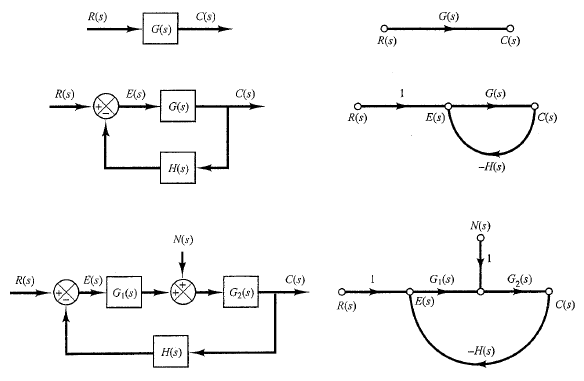 R(s) G(s) C(s)
G(s)
R(s) C(s)
R(s) + − E(s) G(s) C(s)
H(s)
1 G(s)
R(s) E(s) C(s)
−H(s)
N(s)
R(s) + − E(s) G₁(s) + + G₂(s) C(s)
H(s)
N(s)
1
1 G₁(s) G₂(s)
R(s) E(s) C(s)
−H(s)